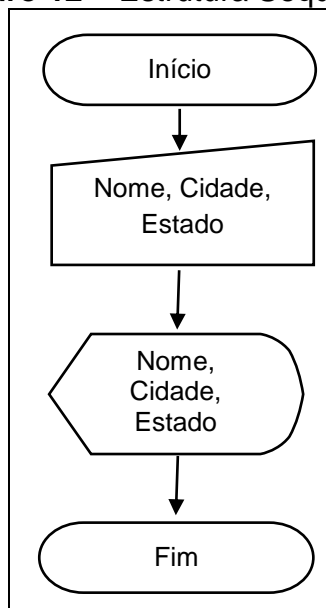 Início
Nome, Cidade,
Estado
Nome,
Cidade,
Estado
Fim